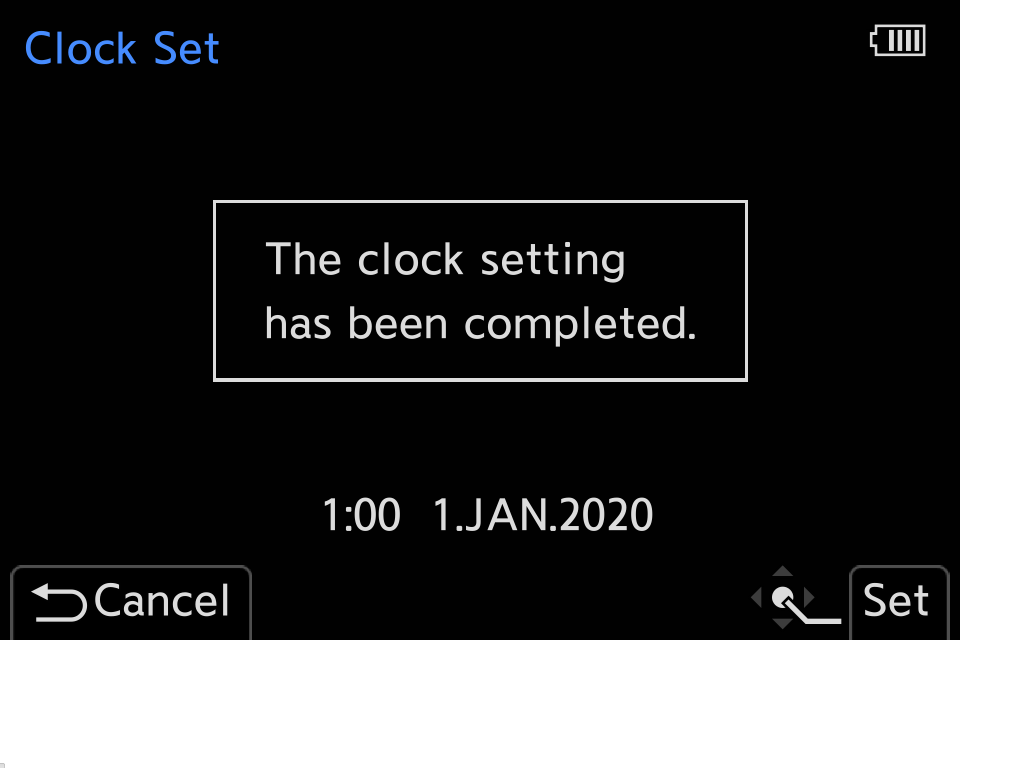 Clock Set
The clock setting
has been completed.
1:00 1.JAN.2020
Cancel
Set